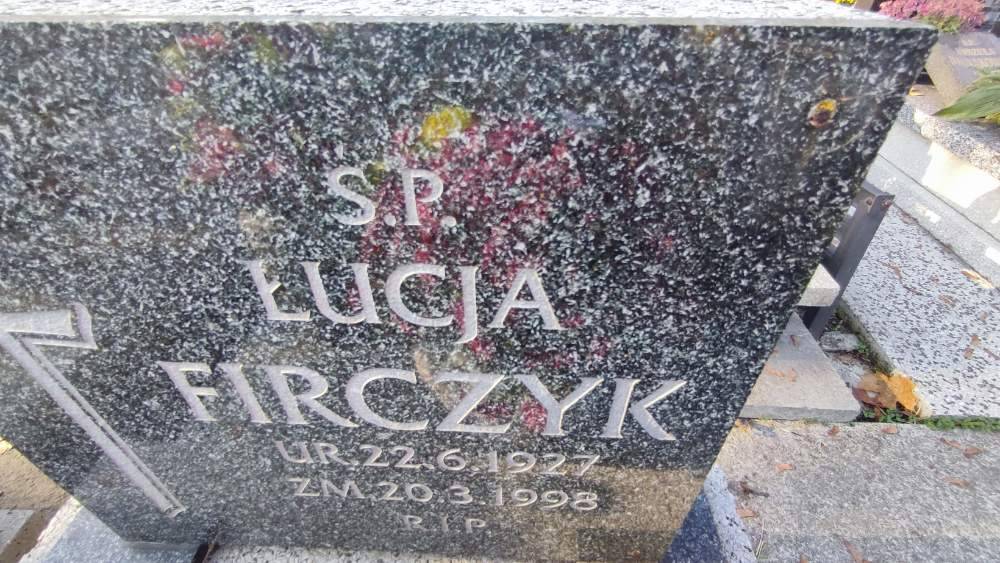 S.P.
ŁUCJA
FIRCZYK
UR.22.6.1927
ZM.20.3.1998
R I P